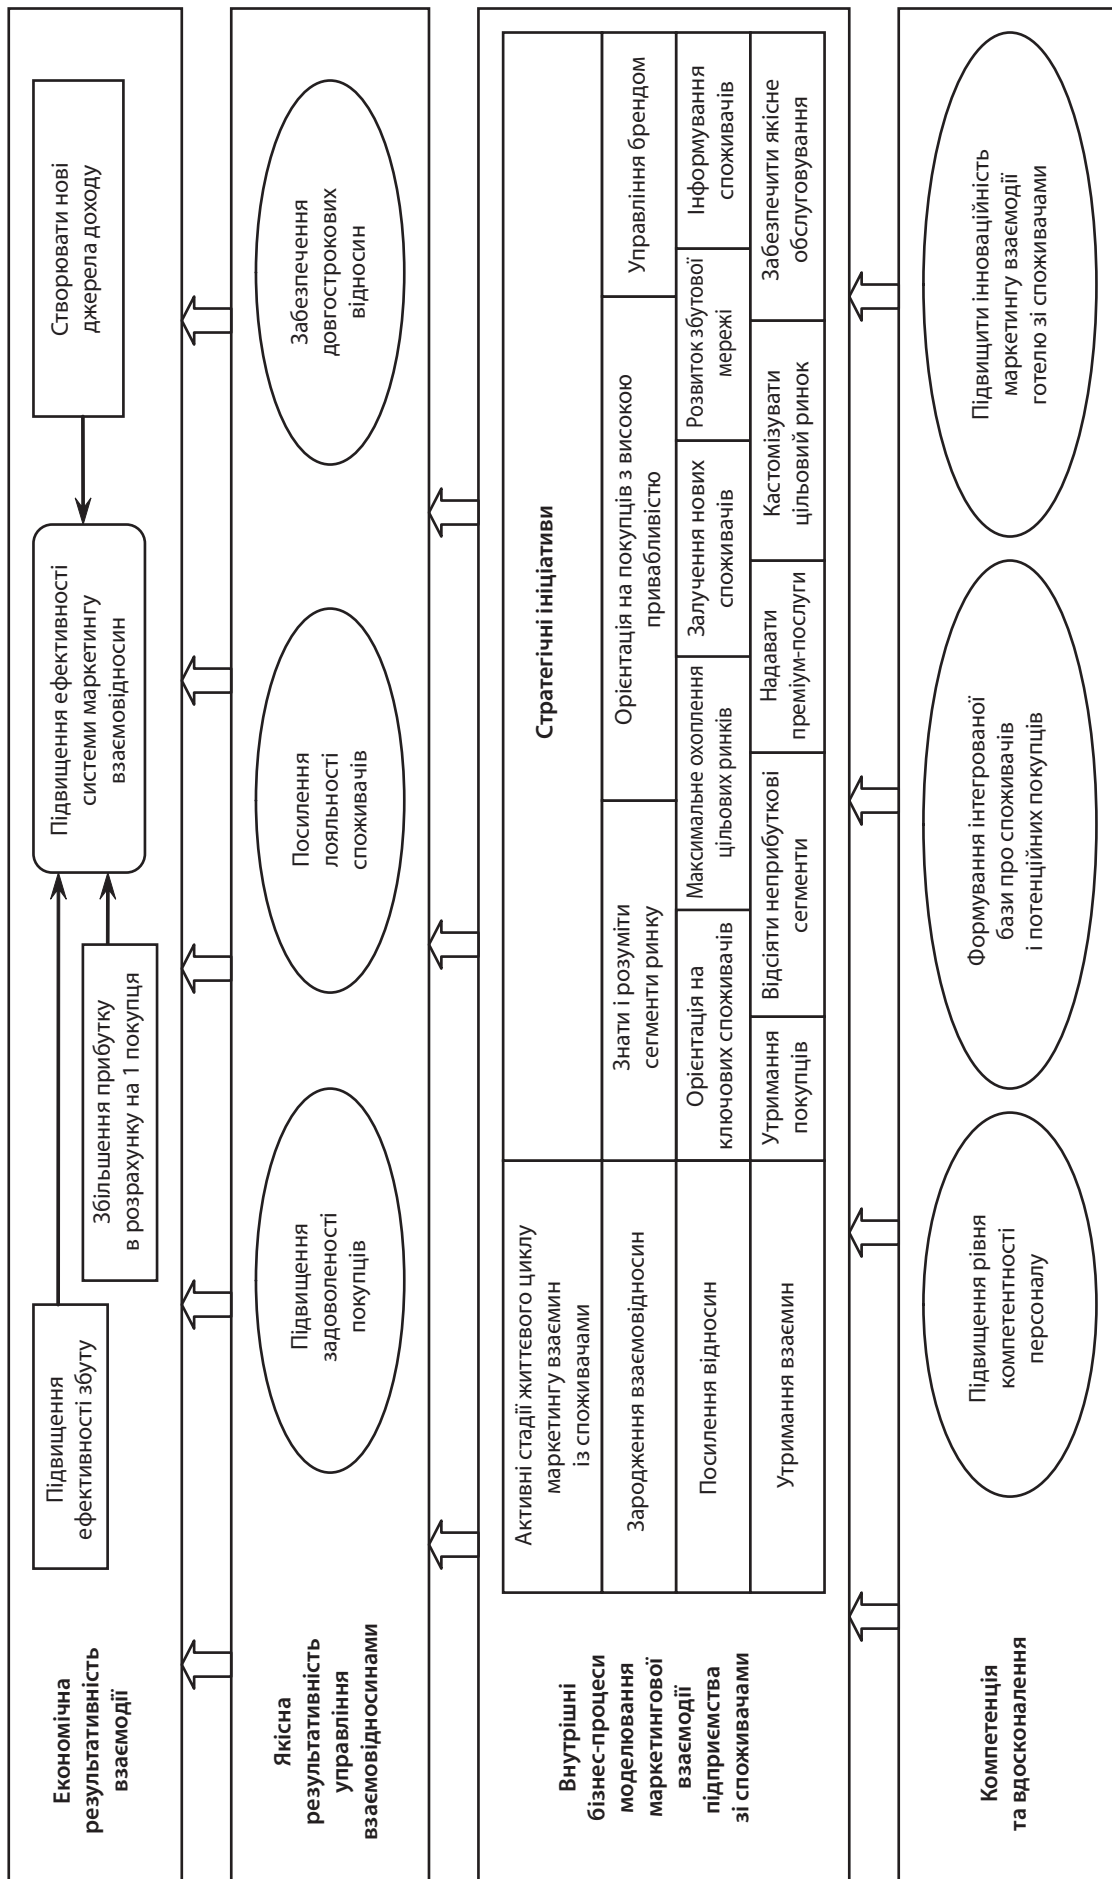 Економічна
результативність
взаємодії
Підвищення
ефективності збуту
Збільшення прибутку
в розрахунку на 1 покупця
Підвищення ефективності
системи маркетингу
взаємовідносин
Створювати нові
джерела доходу
Якісна
результативність
управління
взаємовідносинами
Підвищення
задоволеності
покупців
Посилення
лояльності
споживачів
Забезпечення
довгострокових
відносин
Внутрішні
бізнес-процеси
моделювання
маркетингової
взаємодії
підприємства
зі споживачами
Активні стадії життєвого циклу
маркетингу взаємин
із споживачами
Стратегічні ініціативи
Зародження взаємовідносин
Знати і розуміти
сегменти ринку
Орієнтація на покупців з високою
привабливістю
Управління брендом
Посилення відносин
Орієнтація на
ключових споживачів
Максимальне охоплення
цільових ринків
Залучення нових
споживачів
Розвиток збутової
мережі
Інформування
споживачів
Утримання взаємин
Утримання
покупців
Відсіяти неприбуткові
сегменти
Надавати
преміум-послуги
Кастомізувати
цільовий ринок
Забезпечити якісне
обслуговування
Компетенція
та вдосконалення
Підвищення рівня
компетентності
персоналу
Формування інтегрованої
бази про споживачів
і потенційних покупців
Підвищити інноваційність
маркетингу взаємодії
готелю зі споживачами